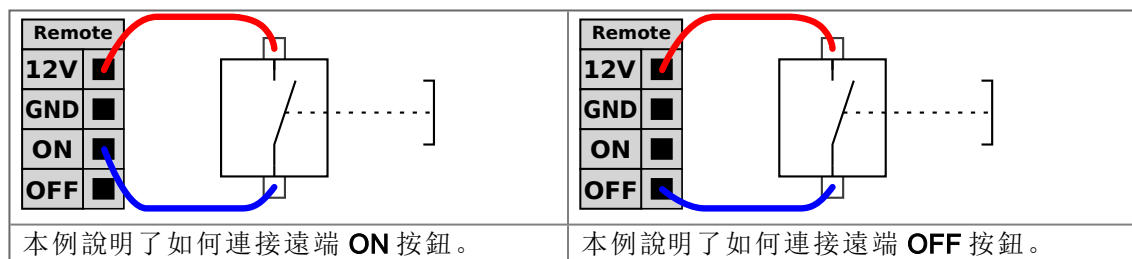 Remote
12V
GND
ON
OFF
本例說明了如何連接遠端 ON 按鈕。
Remote
12V
GND
ON
OFF
本例說明了如何連接遠端 OFF 按鈕。